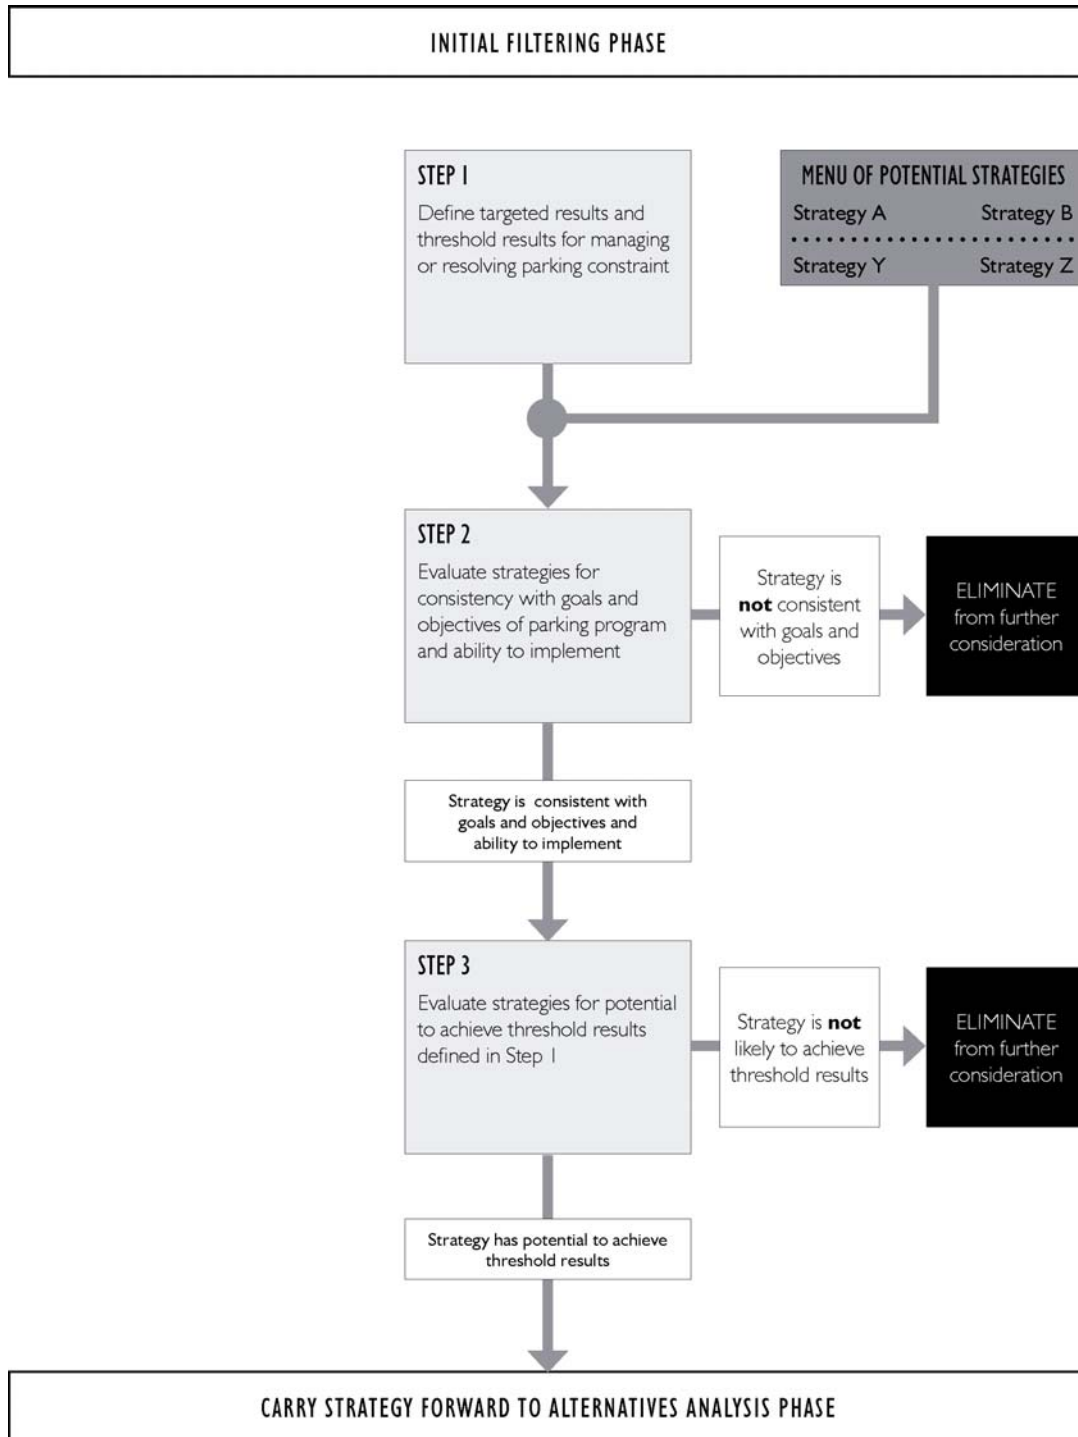 INITIAL FILTERING PHASE
STEP 1
Define targeted results and
threshold results for managing
or resolving parking constraint
MENU OF POTENTIAL STRATEGIES
Strategy A Strategy B
Strategy Y Strategy Z
STEP 2
Evaluate strategies for
consistency with goals and
objectives of parking program
and ability to implement
Strategy is
not consistent
with goals and
objectives
ELIMINATE
from further
consideration
Strategy is consistent with
goals and objectives and
ability to implement
STEP 3
Evaluate strategies for potential
to achieve threshold results
defined in Step 1
Strategy is not
likely to achieve
threshold results
ELIMINATE
from further
consideration
Strategy has potential to achieve
threshold results
CARRY STRATEGY FORWARD TO ALTERNATIVES ANALYSIS PHASE